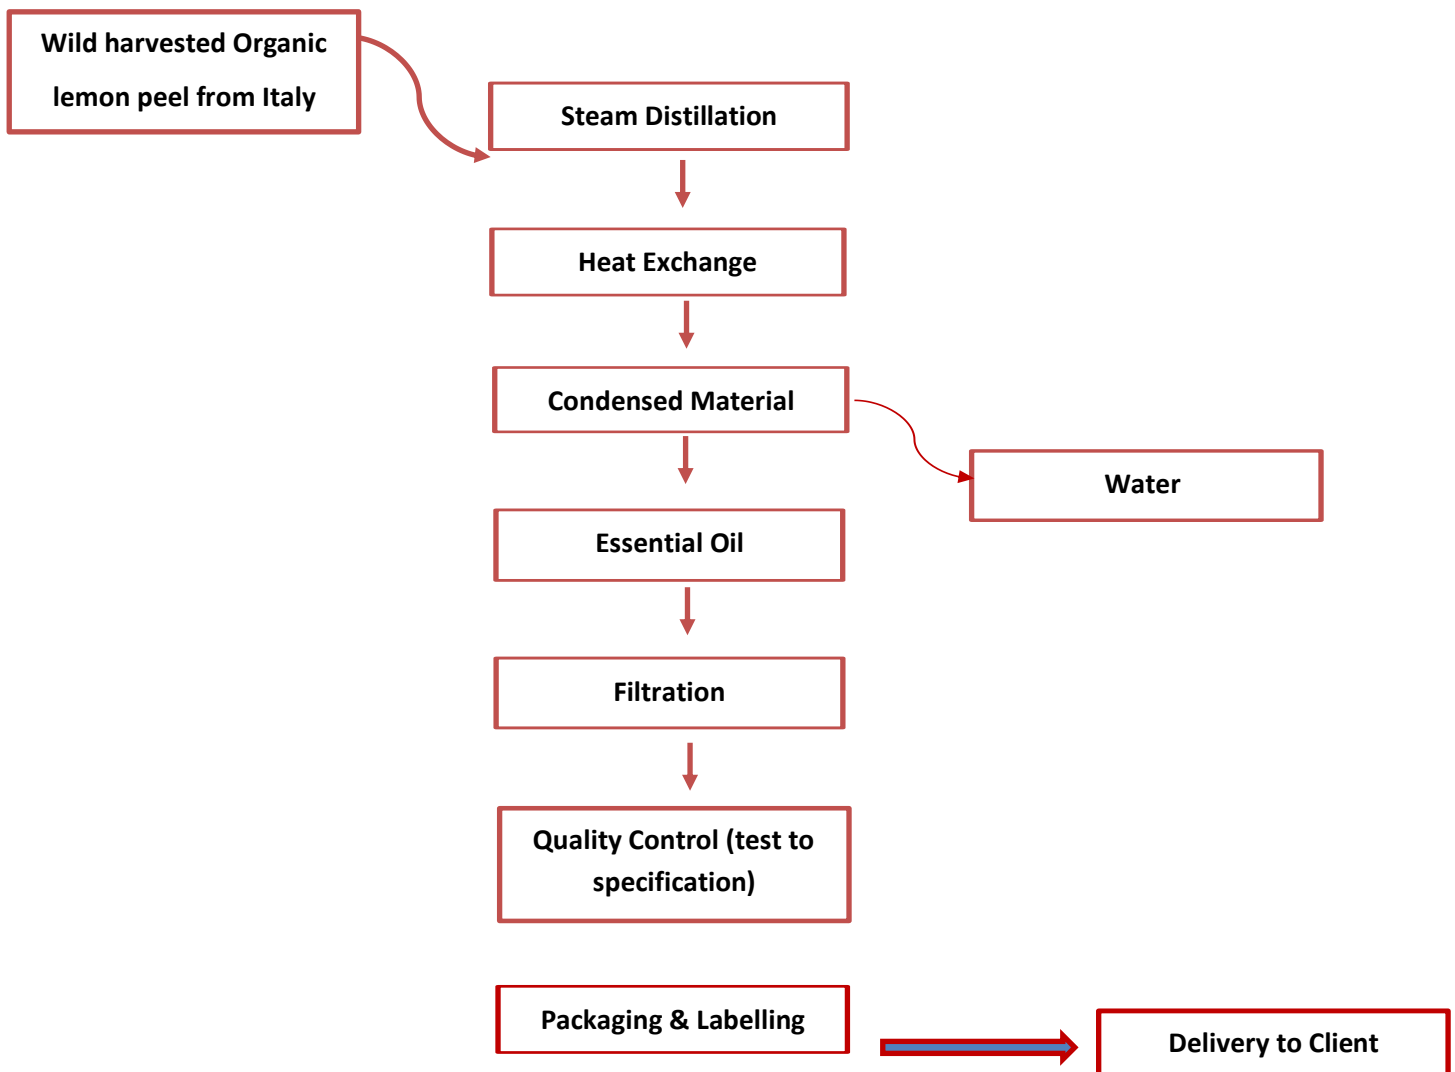 Wild harvested Organic
lemon peel from Italy
Steam Distillation
Heat Exchange
Condensed Material
Water
Essential Oil
Filtration
Quality Control (test to
specification)
Packaging & Labelling
Delivery to Client